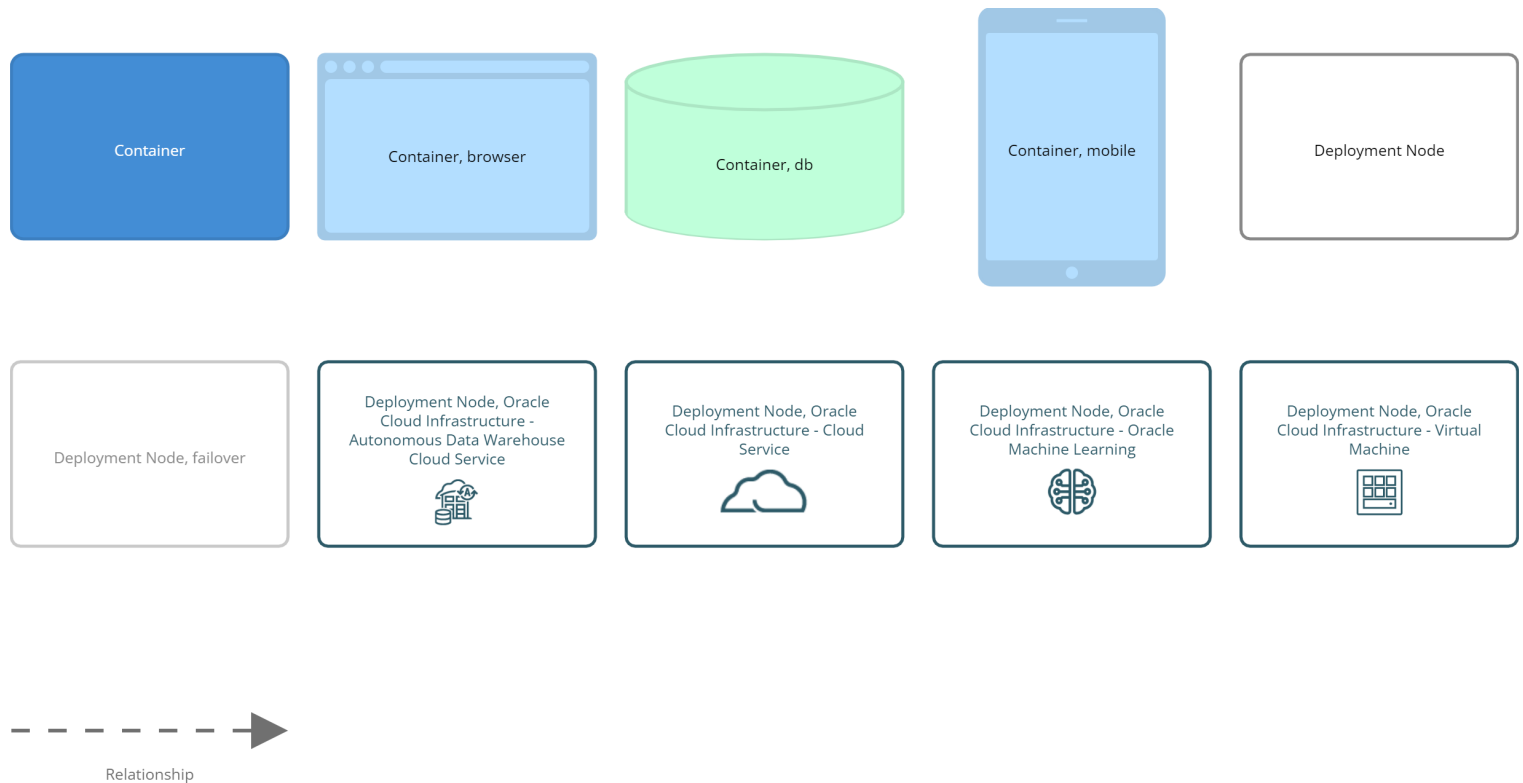 Container
Container, browser
Container, db
Container, mobile
Deployment Node
Deployment Node, failover
Deployment Node, Oracle
Cloud Infrastructure -
Autonomous Data Warehouse
Cloud Service
A
Deployment Node, Oracle
Cloud Infrastructure - Cloud
Service
Deployment Node, Oracle
Cloud Infrastructure - Oracle
Machine Learning
Deployment Node, Oracle
Cloud Infrastructure - Virtual
Machine
Relationship